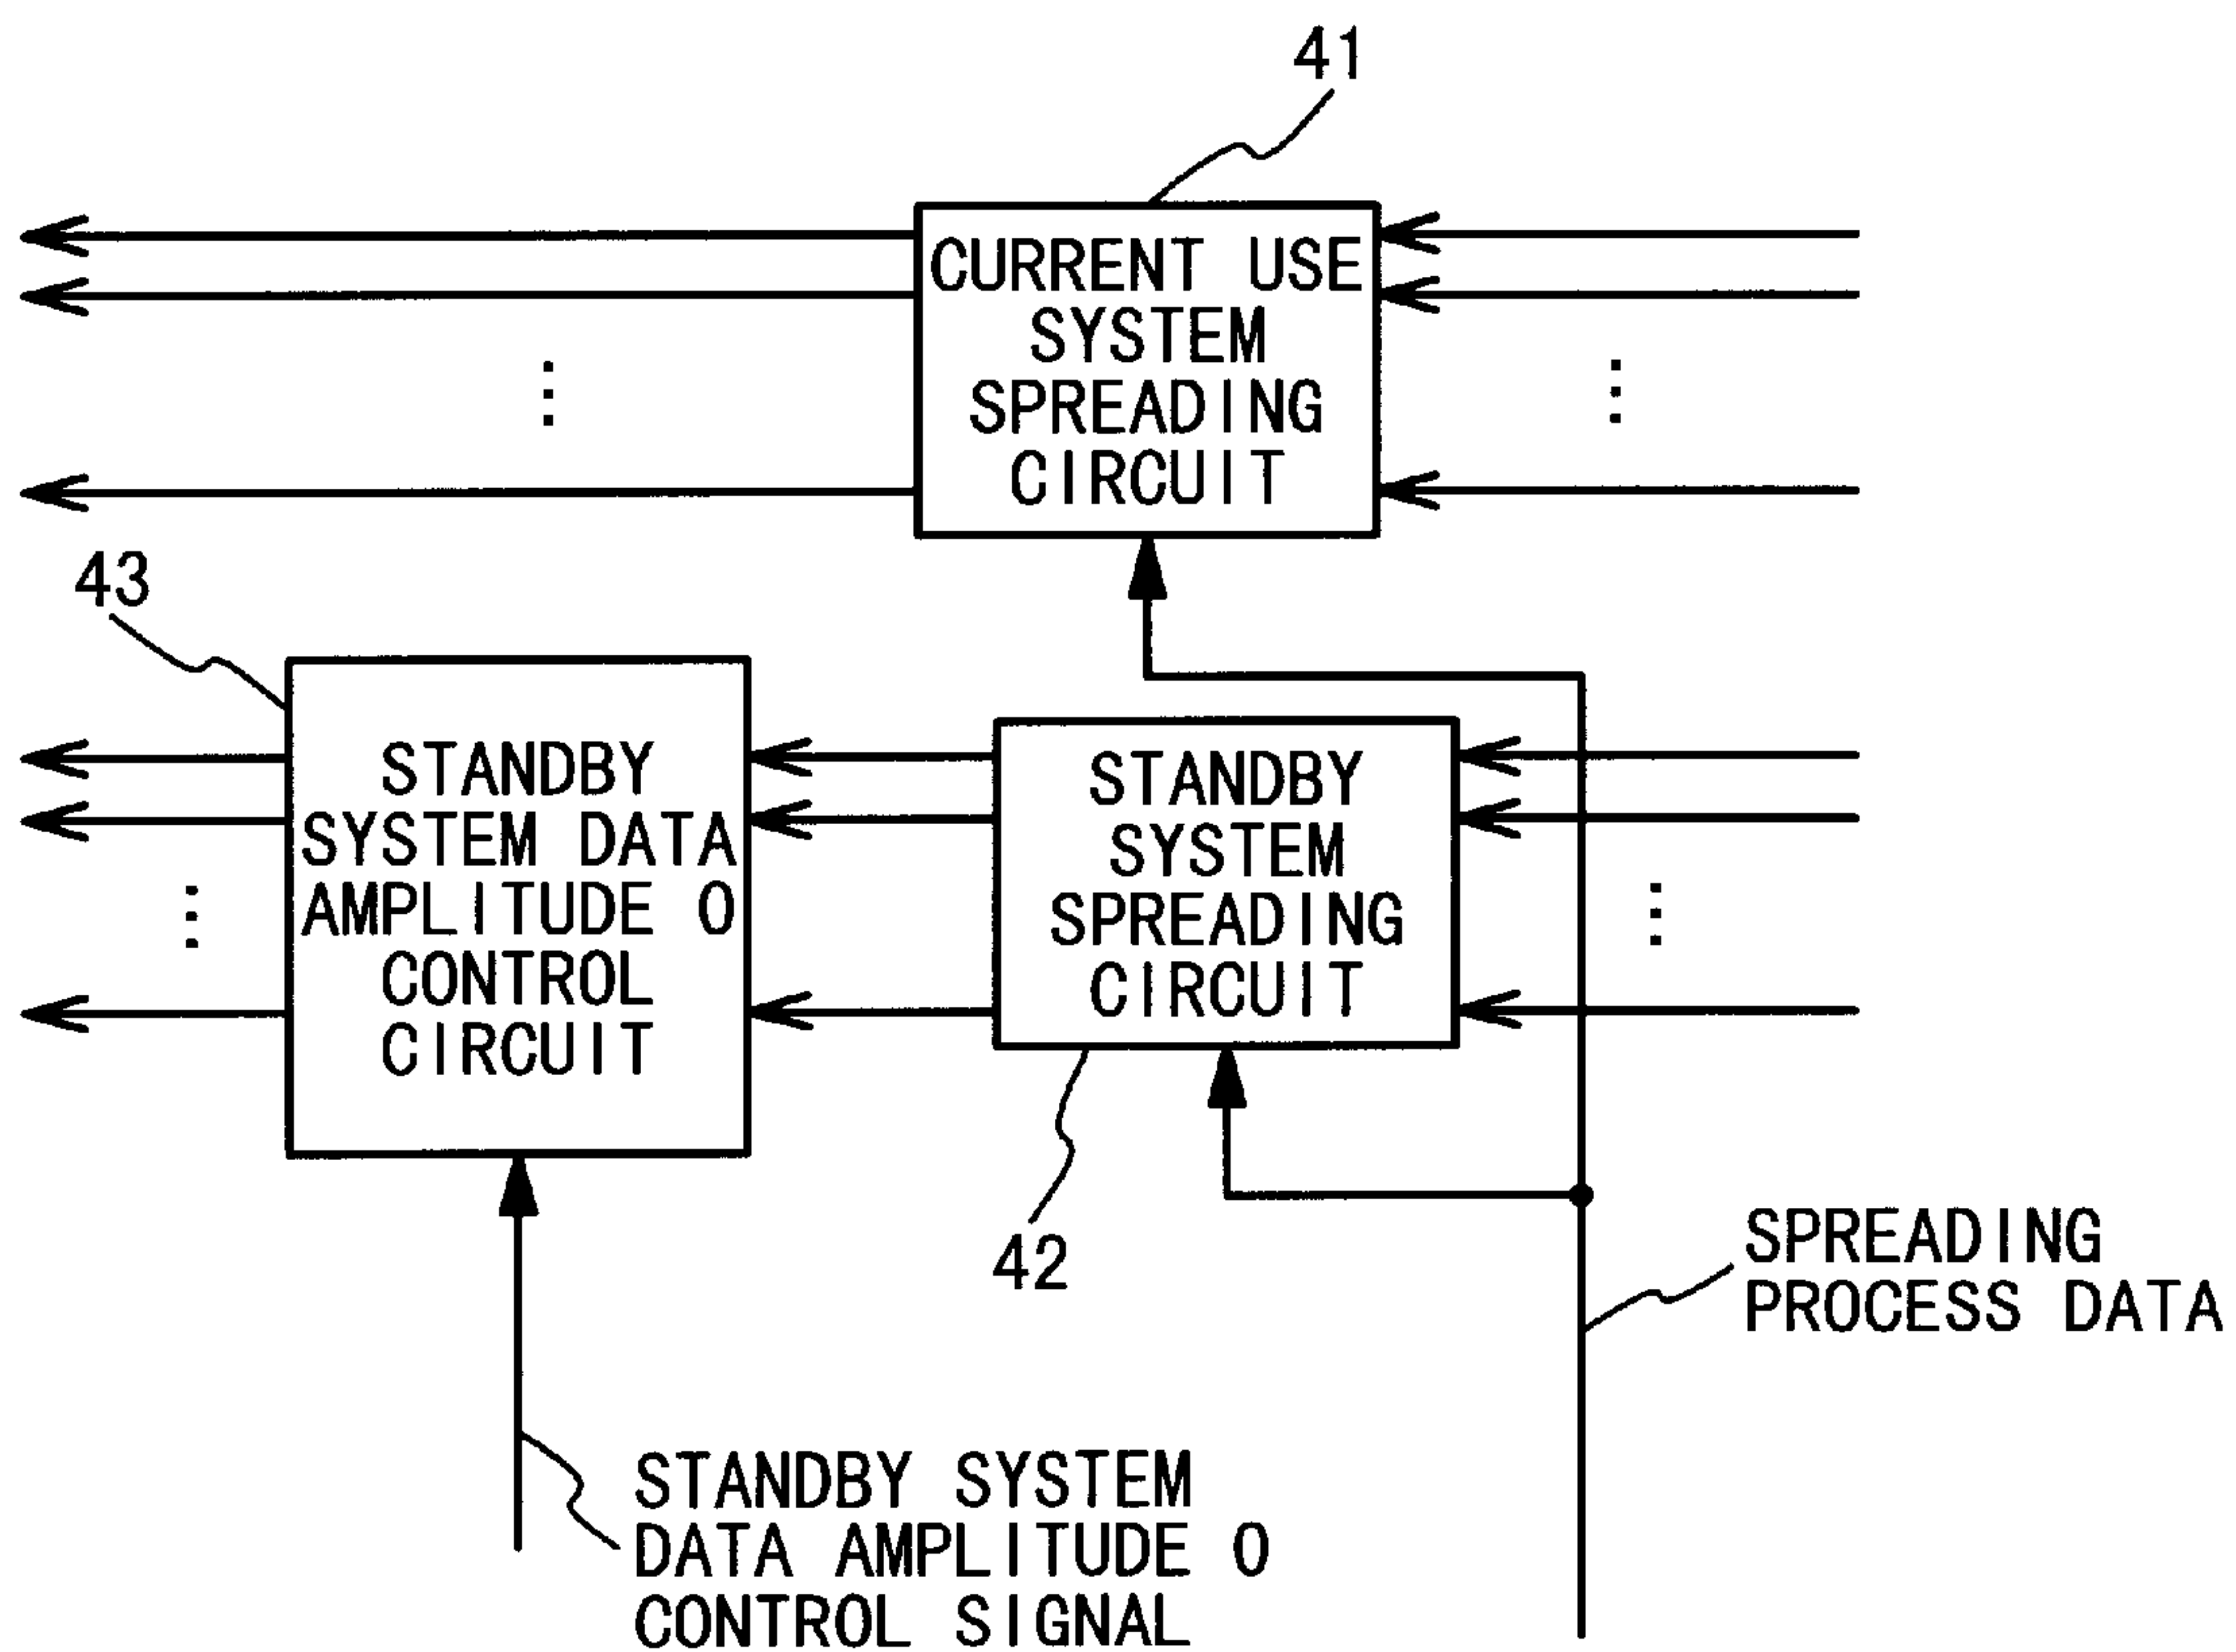 41
CURRENT USE
SYSTEM
SPREADING
CIRCUIT
43
STANDBY
SYSTEM DATA
AMPLITUDE 0
CONTROL
CIRCUIT
STANDBY
SYSTEM
SPREADING
CIRCUIT
42
SPREADING
PROCESS DATA
STANDBY SYSTEM
DATA AMPLITUDE 0
CONTROL SIGNAL